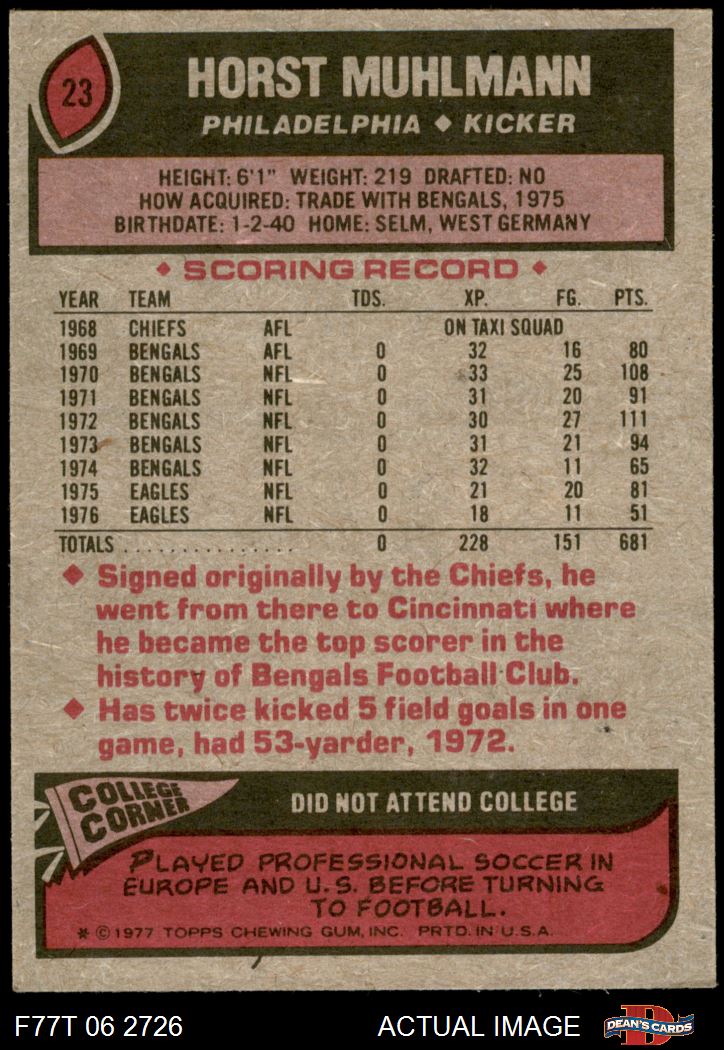 23
HORST MUHLMANN
PHILADELPHIA ◆ KICKER
HEIGHT: 6'1" WEIGHT: 219 DRAFTED: NO
HOW ACQUIRED: TRADE WITH BENGALS, 1975
BIRTHDATE: 1-2-40 HOME: SELM, WEST GERMANY
◆ SCORING RECORD ◆
YEAR TEAM TDS. XP. FG. PTS.
1968 CHIEFS AFL ON TAXI SQUAD
1969 BENGALS AFL 0 32 16 80
1970 BENGALS NFL 0 33 25 108
1971 BENGALS NFL 0 31 20 91
1972 BENGALS NFL 0 30 27 111
1973 BENGALS NFL 0 31 21 94
1974 BENGALS NFL 0 32 11 65
1975 EAGLES NFL 0 21 20 81
1976 EAGLES NFL 0 18 11 51
TOTALS . . . . . . . . . . . . . . . . 0 228 151 681
◆ Signed originally by the Chiefs, he
went from there to Cincinnati where
he became the top scorer in the
history of Bengals Football Club.
◆ Has twice kicked 5 field goals in one
game, had 53-yarder, 1972.
COLLEGE
CORNER
DID NOT ATTEND COLLEGE
PLAYED PROFESSIONAL SOCCER IN
EUROPE AND U.S. BEFORE TURNING
TO FOOTBALL.
* © 1977 TOPPS CHEWING GUM, INC. PRTD. IN U.S.A.
F77T 06 2726 ACTUAL IMAGE
D
DEAN'S CARDS